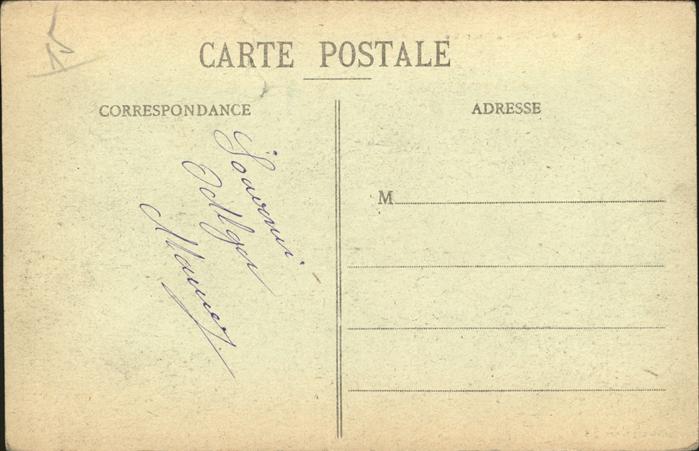 CARTE POSTALE
CORRESPONDANCE
ADRESSE
M
Souvenir